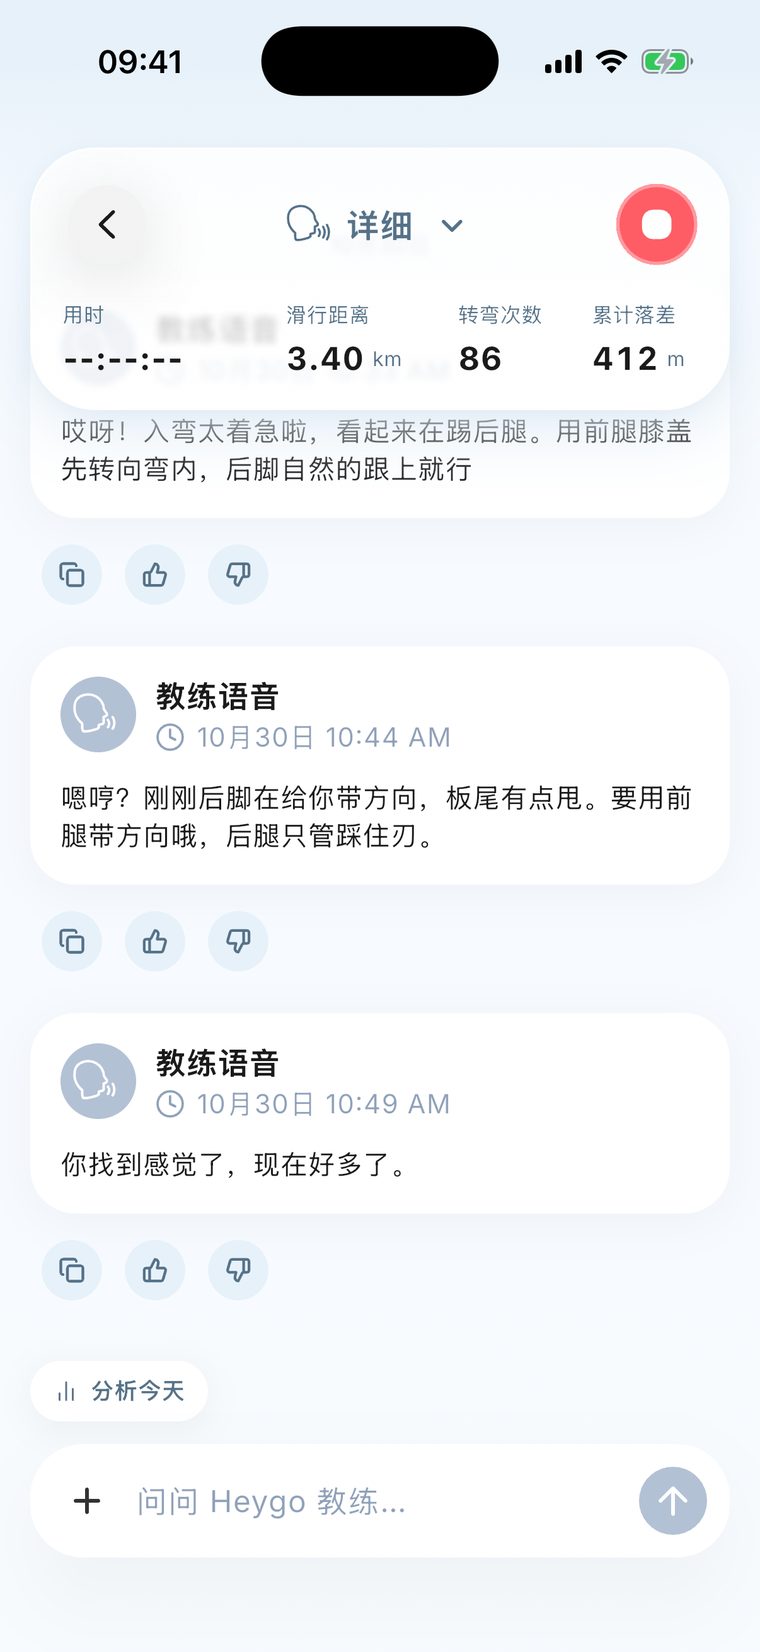 09:41
详细
用时
滑行距离
转弯次数
累计落差
--:--:--
3.40 km
86
412 m
哎呀！入弯太着急啦，看起来在踢后腿。用前腿膝盖
先转向弯内，后脚自然的跟上就行
教练语音
10月30日 10:44 AM
嗯哼？刚刚后脚在给你带方向，板尾有点甩。要用前
腿带方向哦，后腿只管踩住刃。
教练语音
10月30日 10:49 AM
你找到感觉了，现在好多了。
分析今天
问问 Heygo 教练...